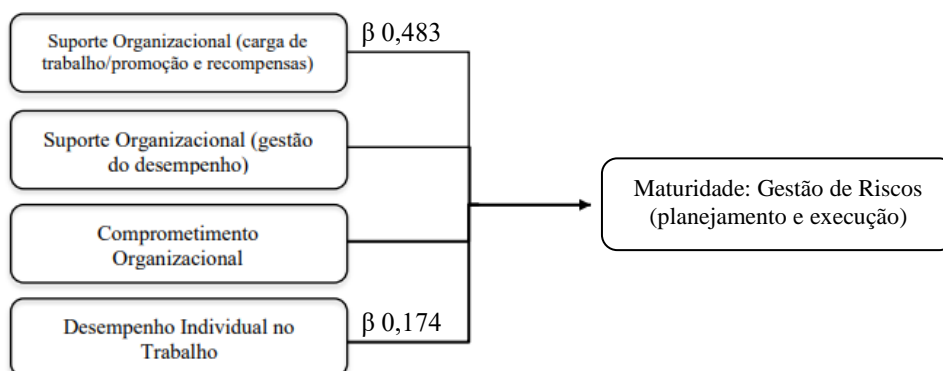 Suporte Organizacional (carga de
trabalho/promoção e recompensas)
β 0,483
Suporte Organizacional (gestão
do desempenho)
Comprometimento
Organizacional
Desempenho Individual no
Trabalho
β 0,174
Maturidade: Gestão de Riscos
(planejamento e execução)